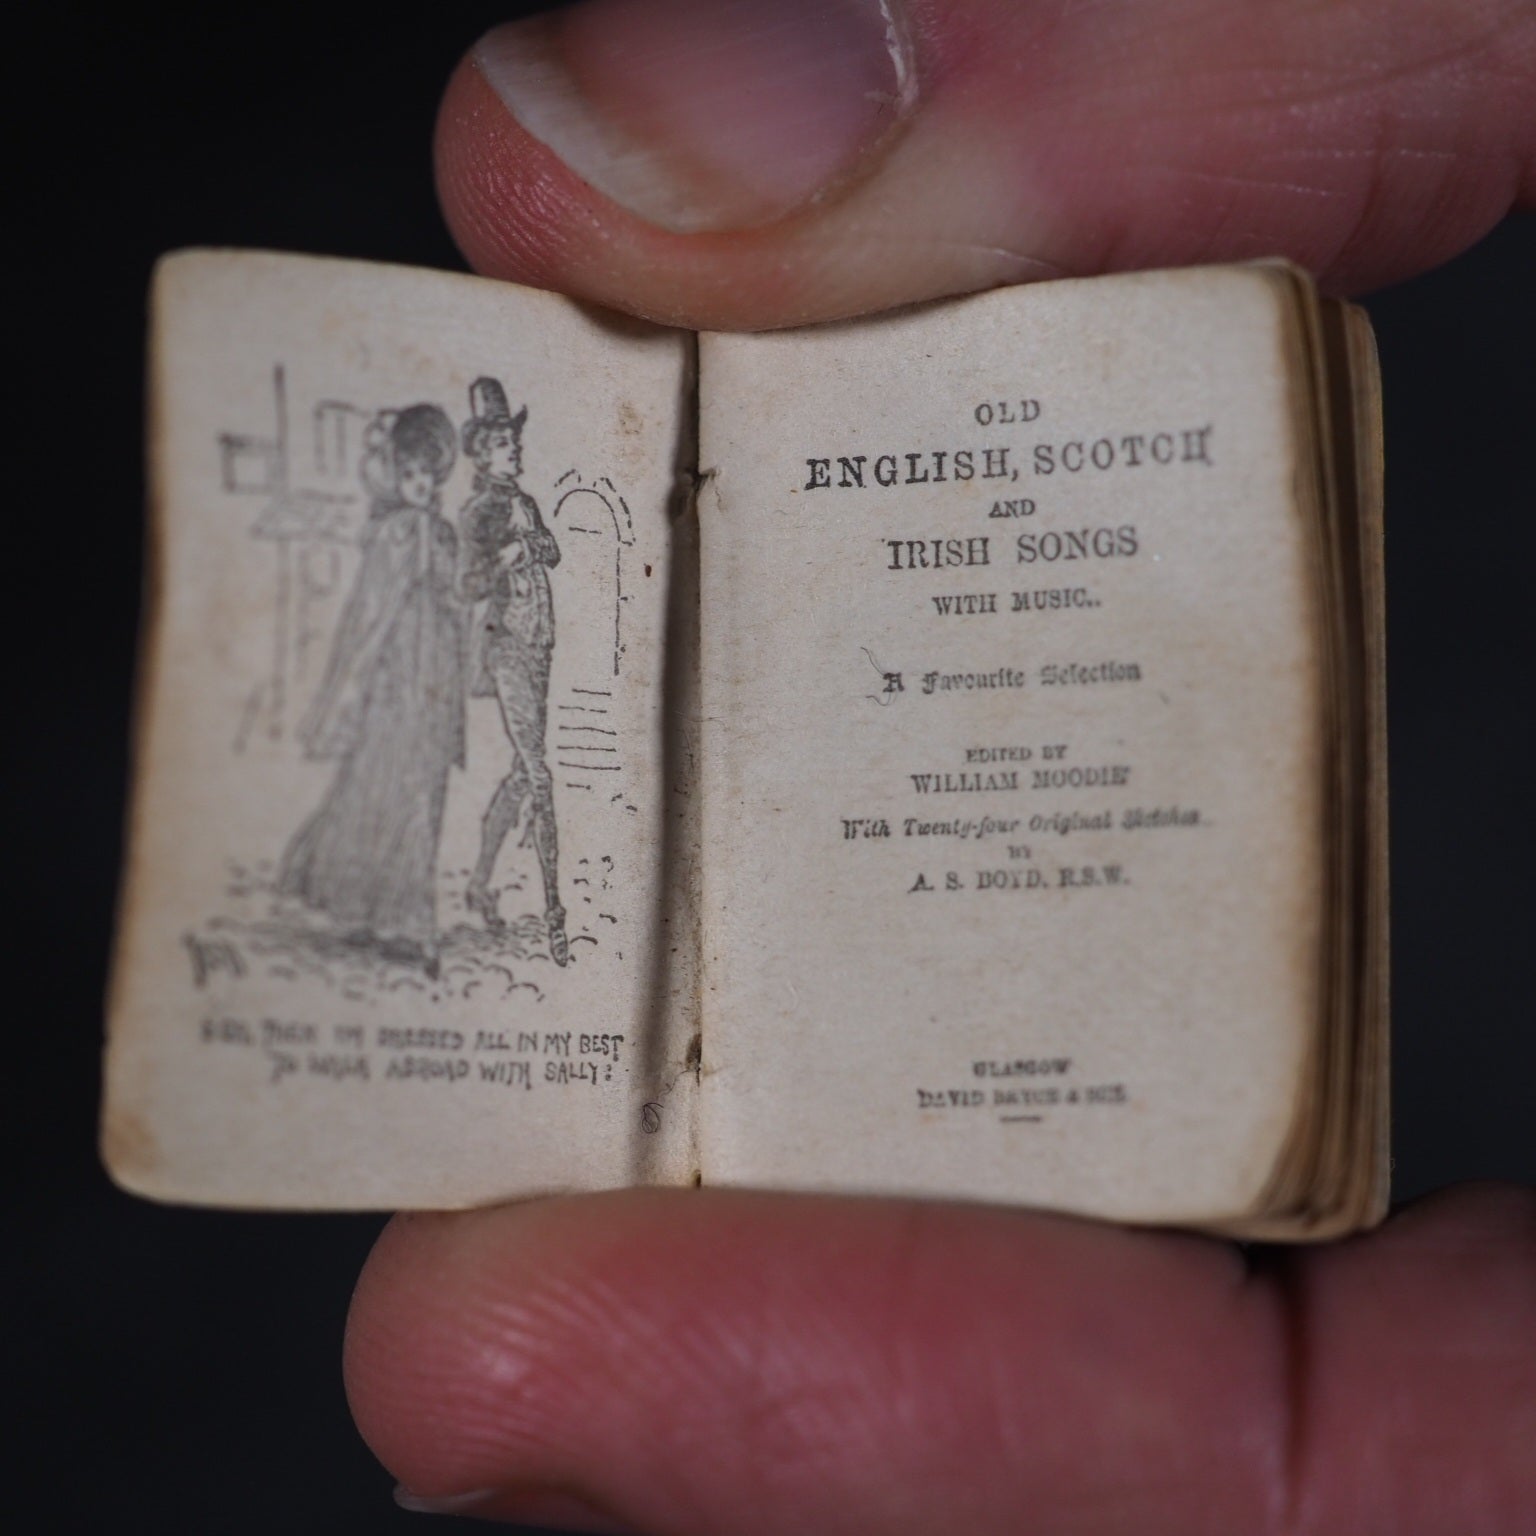 DRESSED ALL IN MY BEST
ABROAD WITH SALLY:
OLD
ENGLISH, SCOTCH
AND
IRISH SONGS
WITH MUSIC.
A Favourite Selection
EDITED BY
WILLIAM MOODIE
With Twenty-four Original Sketches
BY
A. S. BOYD, R.S.W.
GLASGOW
DAVID BRYCE & SON